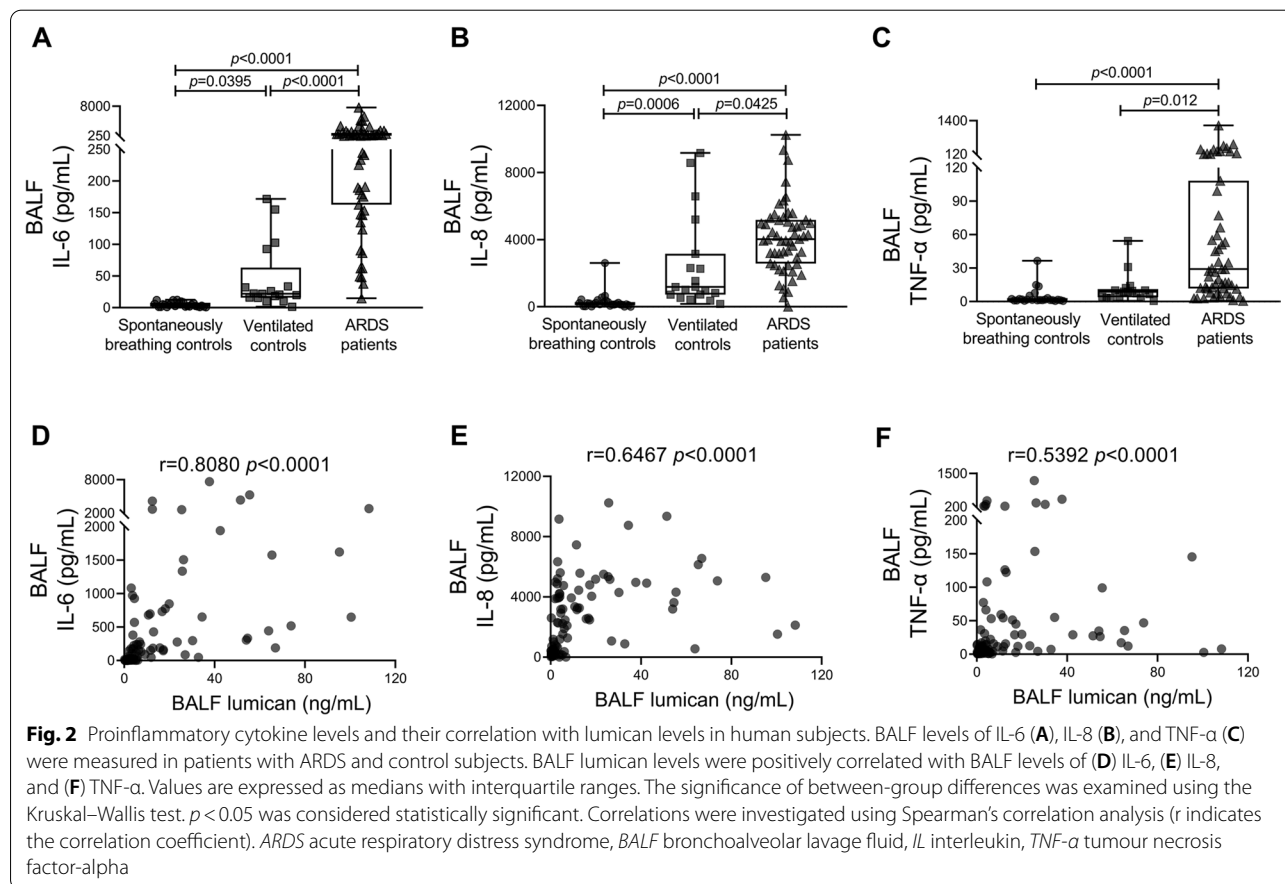 A
p<0.0001
p=0.0395 p<0.0001
8000
250
250
200
150
100
50
0
BALF
IL-6 (pg/mL)
Spontaneously breathing controls
Ventilated controls
ARDS patients
B
p<0.0001
p=0.0006 p=0.0425
12000
8000
4000
0
BALF
IL-8 (pg/mL)
Spontaneously breathing controls
Ventilated controls
ARDS patients
C
p<0.0001
p=0.012
1400
120
120
90
60
30
0
BALF
TNF-α (pg/mL)
Spontaneously breathing controls
Ventilated controls
ARDS patients
D
r=0.8080 p<0.0001
8000
2000
2000
1500
1000
500
0
BALF
IL-6 (pg/mL)
0 40 80 120
BALF lumican (ng/mL)
E
r=0.6467 p<0.0001
12000
8000
4000
0
BALF
IL-8 (pg/mL)
0 40 80 120
BALF lumican (ng/mL)
F
r=0.5392 p<0.0001
1500
200
200
150
100
50
0
BALF
TNF-α (pg/mL)
0 40 80 120
BALF lumican (ng/mL)
Fig. 2 Proinflammatory cytokine levels and their correlation with lumican levels in human subjects. BALF levels of IL-6 (A), IL-8 (B), and TNF-α (C)
were measured in patients with ARDS and control subjects. BALF lumican levels were positively correlated with BALF levels of (D) IL-6, (E) IL-8,
and (F) TNF-α. Values are expressed as medians with interquartile ranges. The significance of between-group differences was examined using the
Kruskal–Wallis test. p < 0.05 was considered statistically significant. Correlations were investigated using Spearman's correlation analysis (r indicates
the correlation coefficient). ARDS acute respiratory distress syndrome, BALF bronchoalveolar lavage fluid, IL interleukin, TNF-α tumour necrosis
factor-alpha